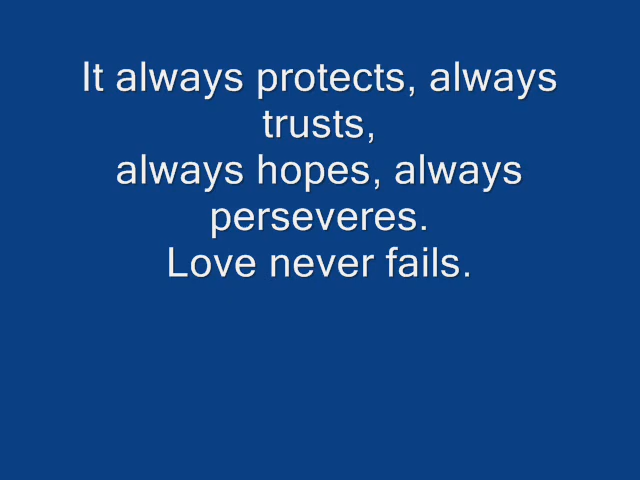 It always protects, always
trusts,
always hopes, always
perseveres.
Love never fails.